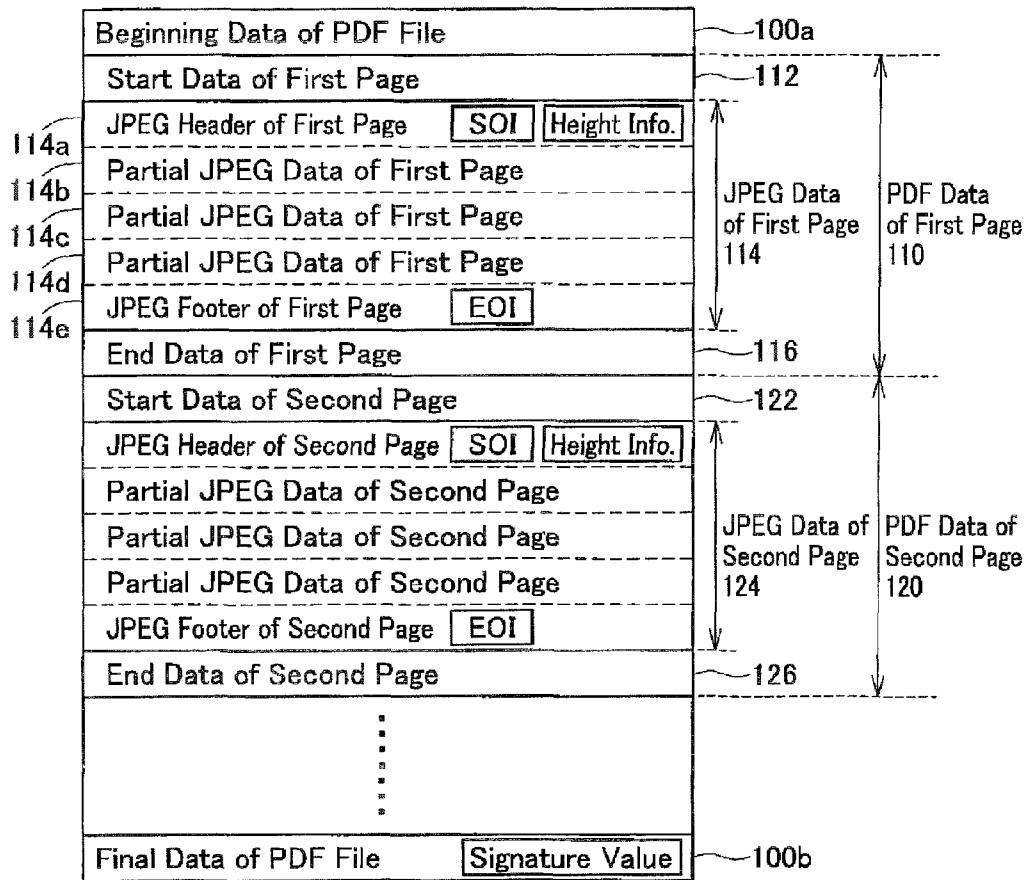 Beginning Data of PDF File 100a
Start Data of First Page 112
JPEG Header of First Page SOI Height Info.
114a
Partial JPEG Data of First Page
114b
Partial JPEG Data of First Page
114c
Partial JPEG Data of First Page
114d
JPEG Footer of First Page EOI
114e
JPEG Data
of First Page
114
PDF Data
of First Page
110
End Data of First Page 116
Start Data of Second Page 122
JPEG Header of Second Page SOI Height Info.
Partial JPEG Data of Second Page
Partial JPEG Data of Second Page
Partial JPEG Data of Second Page
JPEG Footer of Second Page EOI
JPEG Data of
Second Page
124
PDF Data of
Second Page
120
End Data of Second Page 126
Final Data of PDF File Signature Value 100b